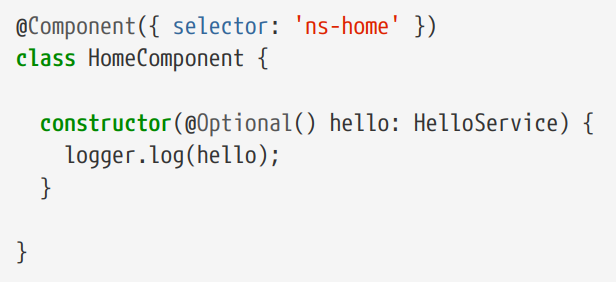 @Component({ selector: 'ns-home' })
class HomeComponent {
constructor(@Optional() hello: HelloService) {
logger.log(hello);
}
}